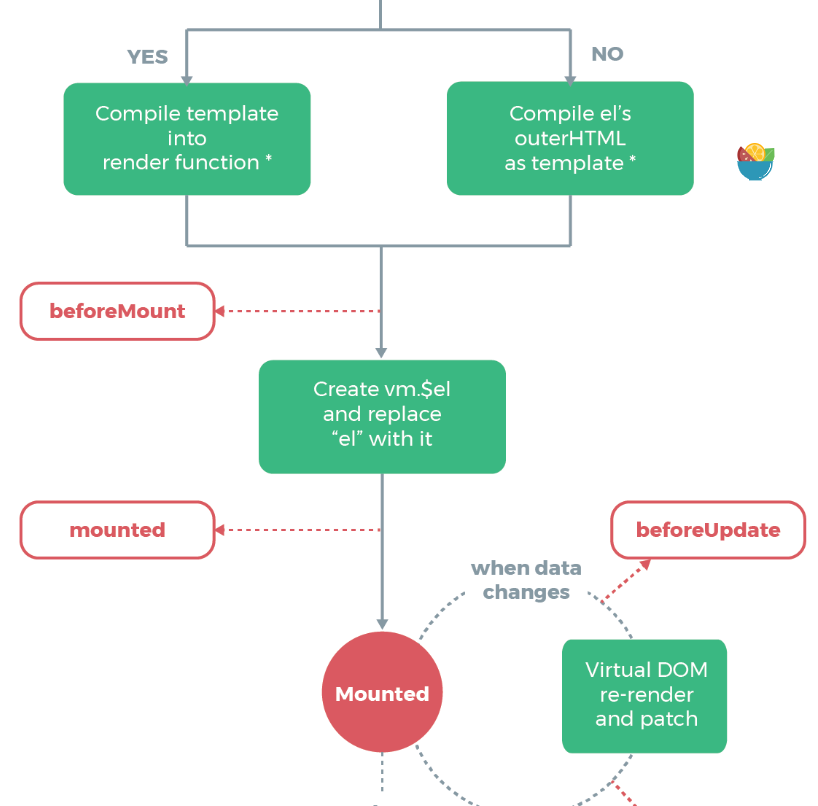 YES
NO
Compile template
into
render function *
Compile el’s
outerHTML
as template *
beforeMount
Create vm.$el
and replace
“el” with it
mounted
beforeUpdate
when data
changes
Mounted
Virtual DOM
re-render
and patch